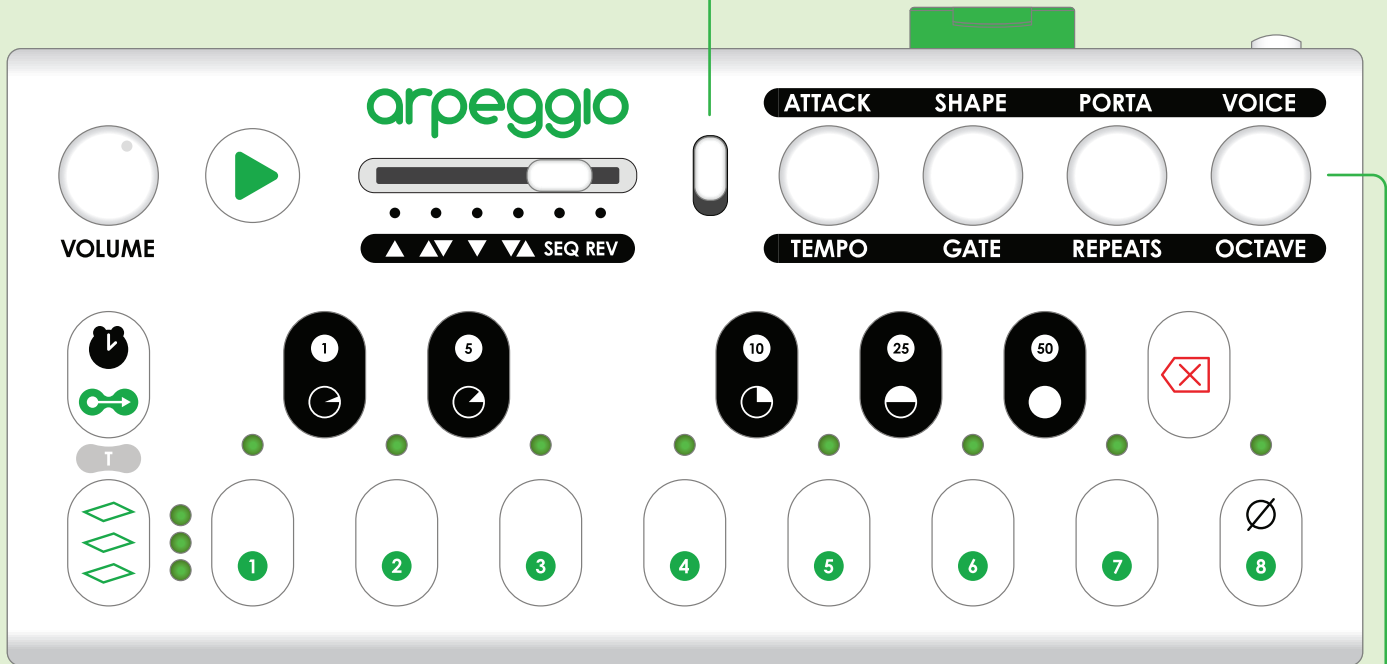 arpeggio
ATTACK SHAPE PORTA VOICE
VOLUME
SEQ REV
TEMPO GATE REPEATS OCTAVE
1 5 10 25 50
T
1 2 3 4 5 6 7 8